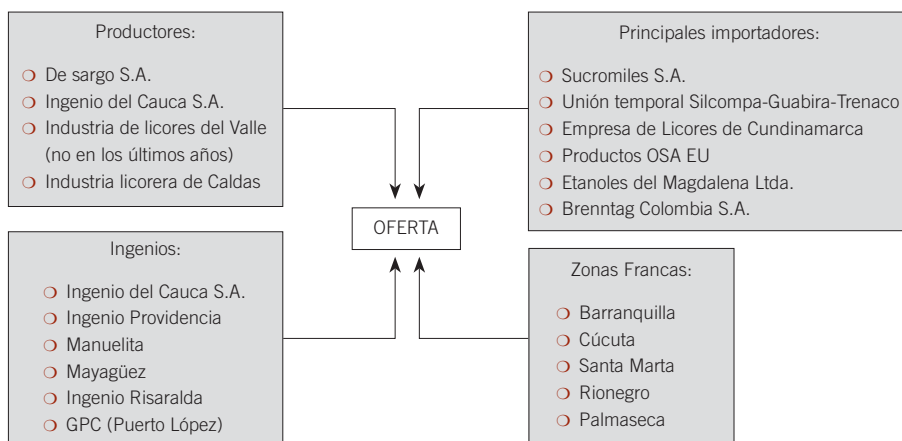 Productores:
❍ De sargo S.A.
❍ Ingenio del Cauca S.A.
❍ Industria de licores del Valle
(no en los últimos años)
❍ Industria licorera de Caldas
Principales importadores:
❍ Sucromiles S.A.
❍ Unión temporal Silcompa-Guabira-Trenaco
❍ Empresa de Licores de Cundinamarca
❍ Productos OSA EU
❍ Etanoles del Magdalena Ltda.
❍ Brenntag Colombia S.A.
OFERTA
Ingenios:
❍ Ingenio del Cauca S.A.
❍ Ingenio Providencia
❍ Manuelita
❍ Mayagüez
❍ Ingenio Risaralda
❍ GPC (Puerto López)
Zonas Francas:
❍ Barranquilla
❍ Cúcuta
❍ Santa Marta
❍ Rionegro
❍ Palmaseca